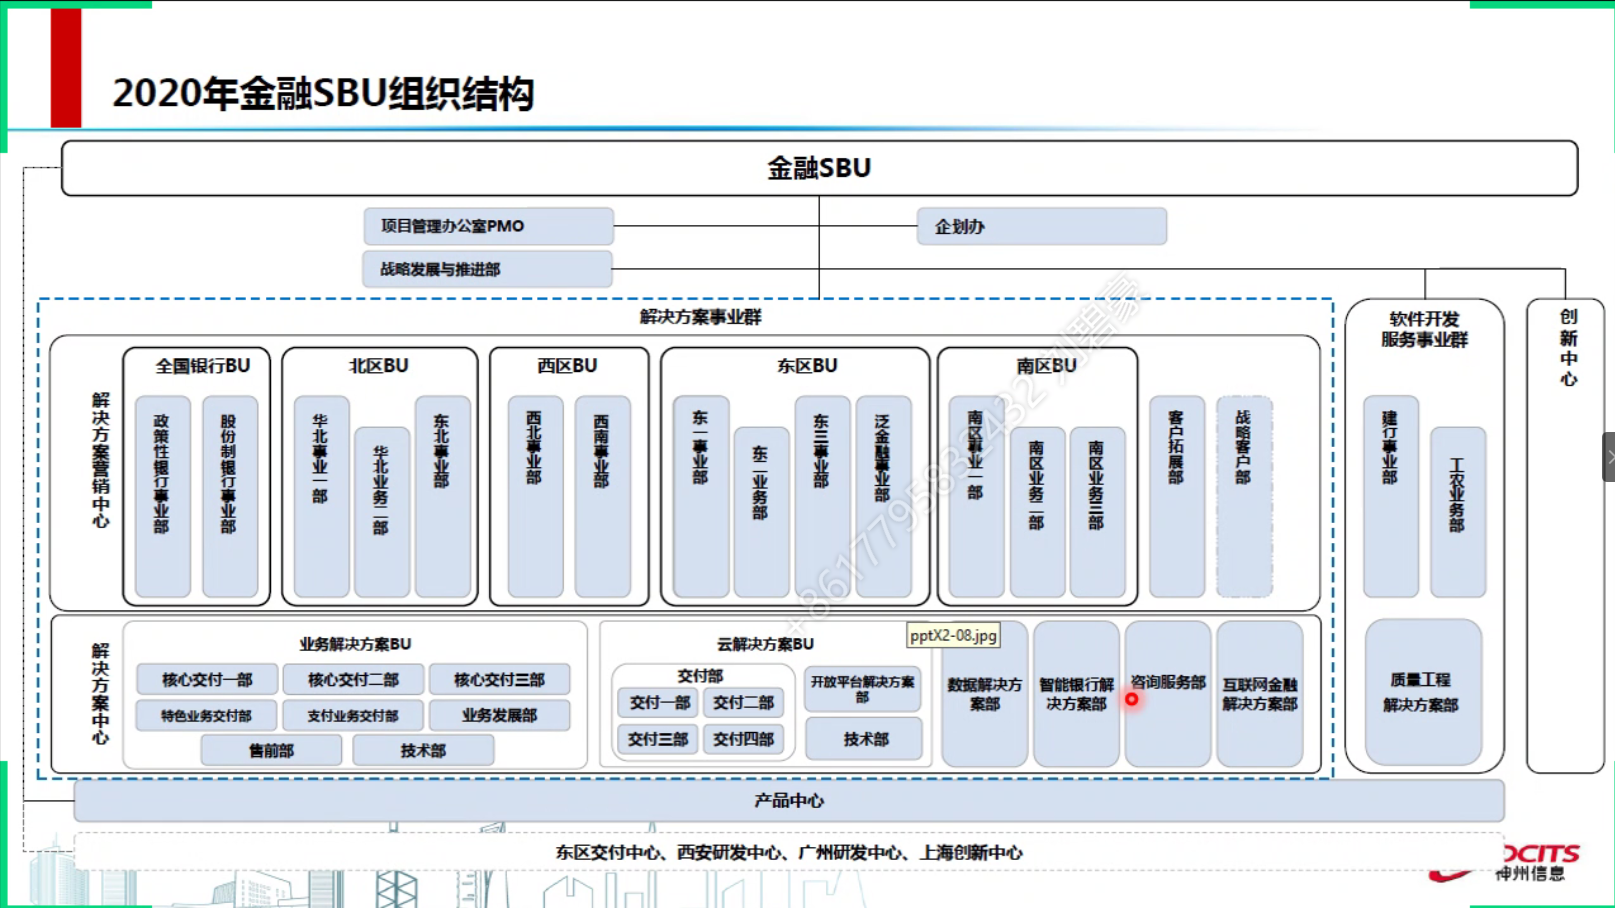 2020年金融SBU组织结构
金融SBU
项目管理办公室PMO
企划办
战略发展与推进部
解决方案事业群
软件开发
服务事业群
创新中心
解决方案营销中心
全国银行BU
政策性银行事业部
股份制银行事业部
北区BU
华北事业一部
华北业务二部
东北事业部
西区BU
西北事业部
西南事业部
东区BU
东一事业部
东二业务部
东三事业部
泛金融事业部
南区BU
南区事业一部
南区业务二部
南区业务三部
客户拓展部
战略客户部
建行事业部
工农业务部
解决方案中心
业务解决方案BU
核心交付一部
核心交付二部
核心交付三部
特色业务交付部
支付业务交付部
业务发展部
售前部
技术部
云解决方案BU
交付部
交付一部
交付二部
交付三部
交付四部
开放平台解决方案
部
技术部
pptX2-08.jpg
数据解决方
案部
智能银行解
决方案部
咨询服务部
互联网金融
解决方案部
质量工程
解决方案部
产品中心
东区交付中心、西安研发中心、广州研发中心、上海创新中心
OCITS
神州信息
+8617795832432 刘碧豪